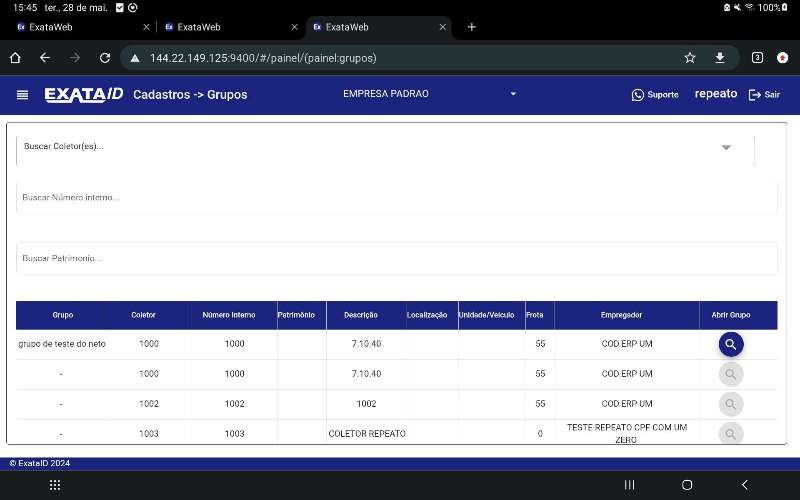 15:45 ter., 28 de mai. 100%
Ex ExataWeb Ex ExataWeb Ex ExataWeb
144.22.149.125:9400/#/painel/(painel:grupos) 3
EXATAID Cadastros -> Grupos EMPRESA PADRAO Suporte repeato Sair
Buscar Coletor(es)...
Buscar Número interno...
Buscar Patrimonio...
Grupo Coletor Número Interno Patrimônio Descrição Localização Unidade/Veículo Frota Empregador Abrir Grupo
grupo de teste do neto 1000 1000 7.10.40 55 COD.ERP UM
- 1000 1000 7.10.40 55 COD.ERP UM
- 1002 1002 1002 55 COD.ERP UM
- 1003 1003 COLETOR REPEATO 0 TESTE REPEATO CPF COM UM
ZERO
© ExataID 2024